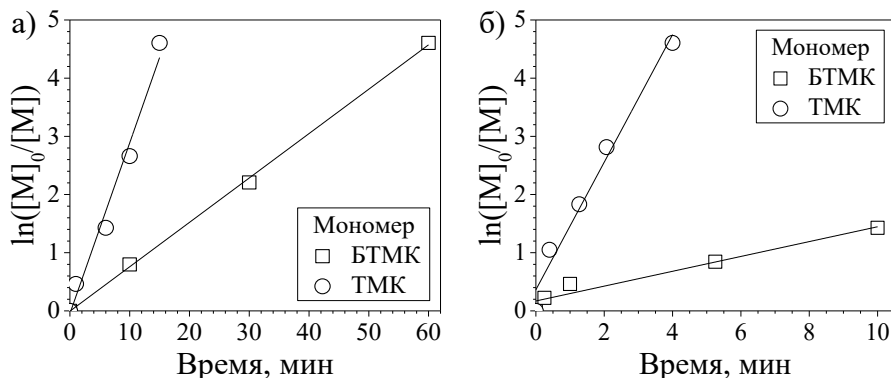 а)
ln([M]₀/[M])
5
4
3
2
1
0
0 10 20 30 40 50 60
Время, мин
Мономер
БТМК
ТМК
б)
ln([M]₀/[M])
5
4
3
2
1
0
0 2 4 6 8 10
Время, мин
Мономер
БТМК
ТМК